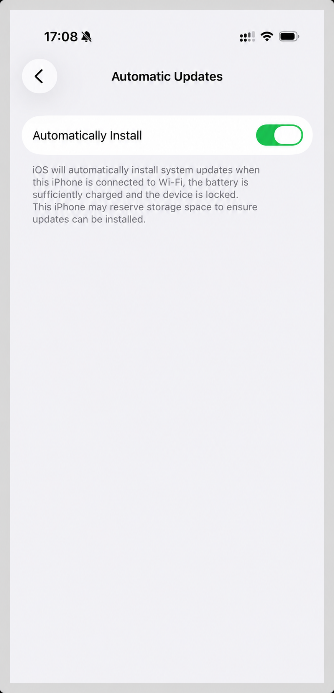 17:08
Automatic Updates
Automatically Install
iOS will automatically install system updates when
this iPhone is connected to Wi-Fi, the battery is
sufficiently charged and the device is locked.
This iPhone may reserve storage space to ensure
updates can be installed.